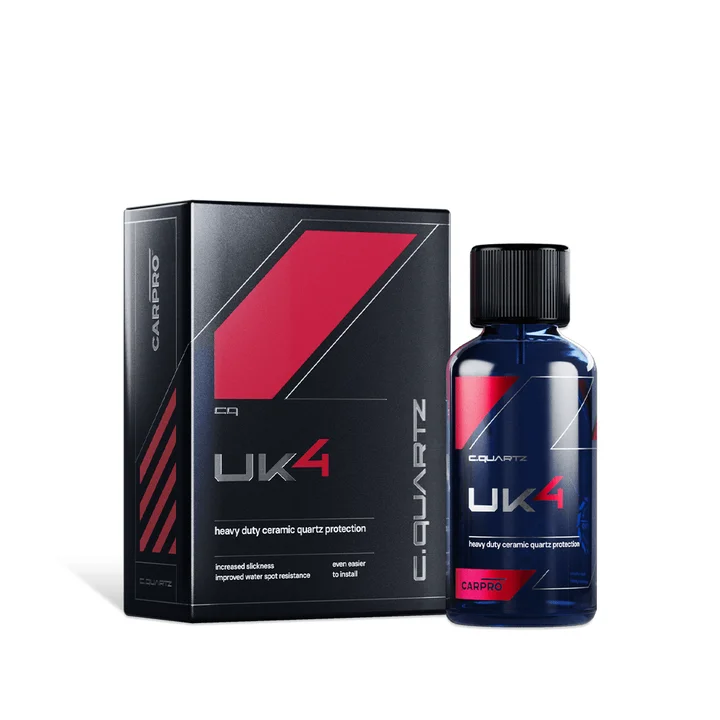 CARPRO
C.QUARTZ
CQ
UK4
heavy duty ceramic quartz protection
increased slickness
improved water spot resistance
even easier
to install
C.QUARTZ
C.QUARTZ
UK4
heavy duty ceramic quartz protection
CARPRO